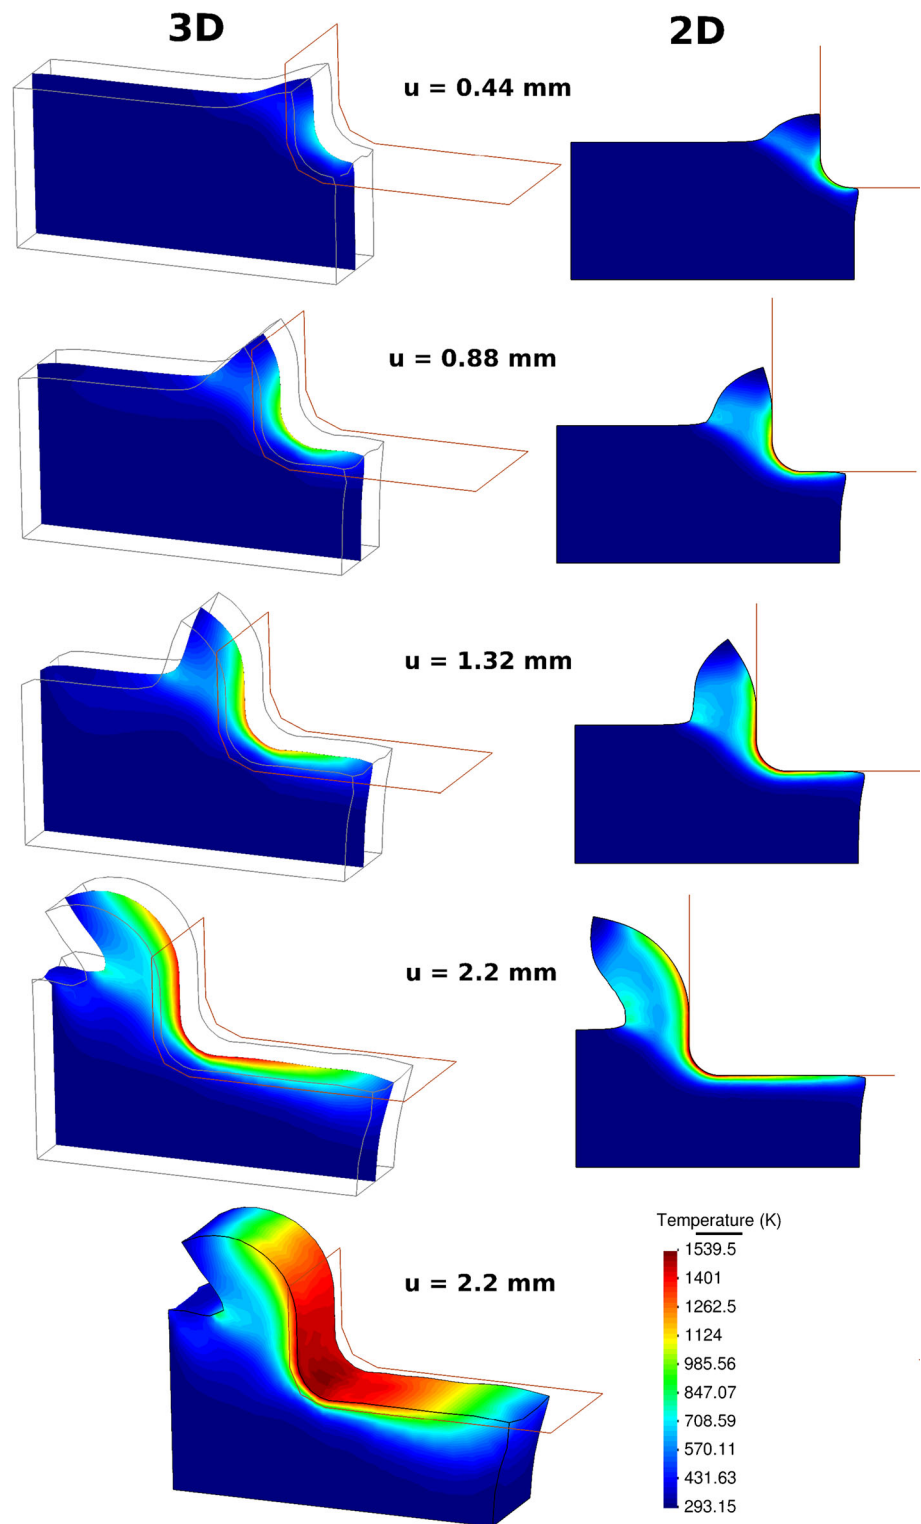 3D
2D
u = 0.44 mm
u = 0.88 mm
u = 1.32 mm
u = 2.2 mm
u = 2.2 mm
Temperature (K)
1539.5
1401
1262.5
1124
985.56
847.07
708.59
570.11
431.63
293.15